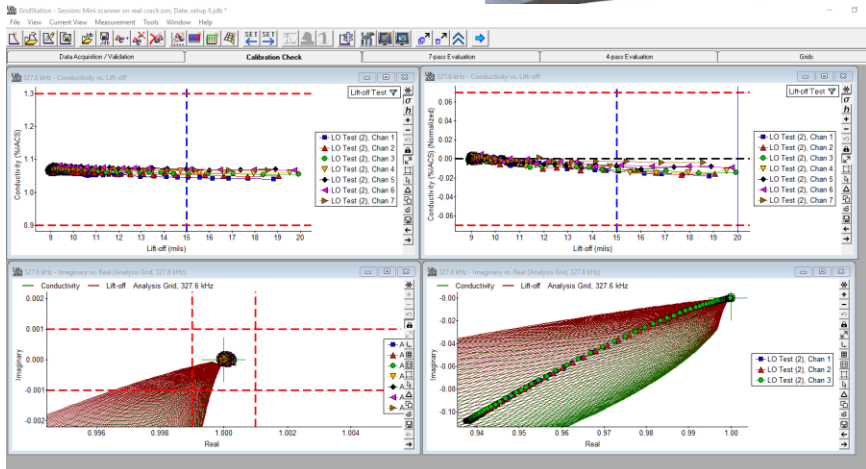 GridStation - Session: Mini scanner on real crack.ssn; Data: setup 6.jdb *
File View Current View Measurement Tools Window Help
SET SET
Data Acquisition / Validation Calibration Check 7-pass Evaluation 4-pass Evaluation Grids
327.6 kHz - Conductivity vs. Lift-off
Lift-off Test
1.3
1.2
1.1
1.0
0.9
Conductivity (%IACS)
9 10 11 12 13 14 15 16 17 18 19 20
Lift-off (mils)
LO Test (2), Chan 1
LO Test (2), Chan 2
LO Test (2), Chan 3
LO Test (2), Chan 4
LO Test (2), Chan 5
LO Test (2), Chan 6
LO Test (2), Chan 7
327.6 kHz - Conductivity vs. Lift-off
Lift-off Test
0.06
0.04
0.02
0.00
-0.02
-0.04
-0.06
Conductivity (%IACS) (Normalized)
9 10 11 12 13 14 15 16 17 18 19 20
Lift-off (mils)
LO Test (2), Chan 1
LO Test (2), Chan 2
LO Test (2), Chan 3
LO Test (2), Chan 4
LO Test (2), Chan 5
LO Test (2), Chan 6
LO Test (2), Chan 7
327.6 kHz - Imaginary vs. Real (Analysis Grid, 327.6 kHz)
Conductivity Lift-off Analysis Grid, 327.6 kHz
0.002
0.001
0.000
-0.001
-0.002
Imaginary
0.996 0.998 1.000 1.002 1.004
Real
A
A
A
A
A
A
A
327.6 kHz - Imaginary vs. Real (Analysis Grid, 327.6 kHz)
Conductivity Lift-off Analysis Grid, 327.6 kHz
-0.00
-0.02
-0.04
-0.06
-0.08
-0.10
Imaginary
0.94 0.95 0.96 0.97 0.98 0.99 1.00
Real
LO Test (2), Chan 1
LO Test (2), Chan 2
LO Test (2), Chan 3